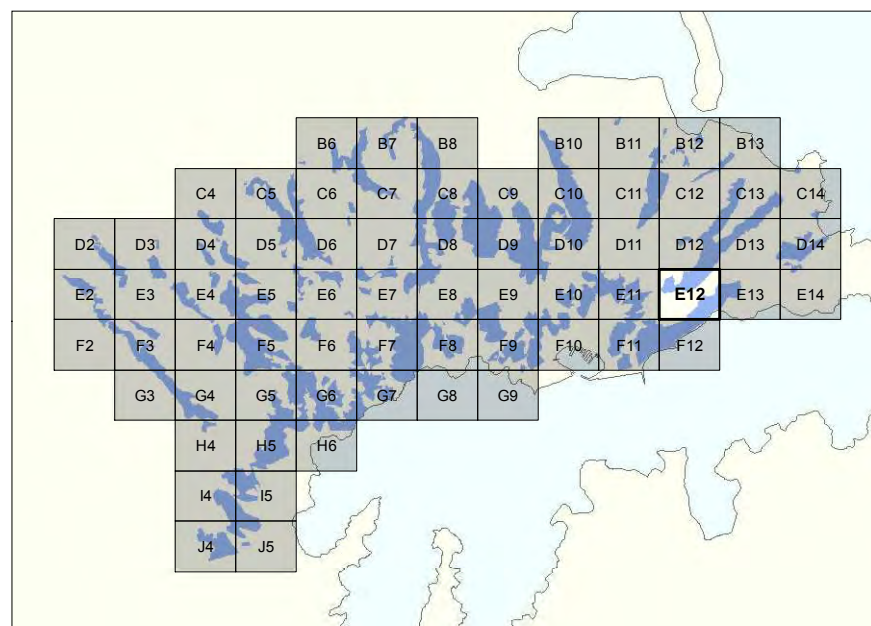 B6 B7 B8 B10 B11 B12 B13
C4 C5 C6 C7 C8 C9 C10 C11 C12 C13 C14
D2 D3 D4 D5 D6 D7 D8 D9 D10 D11 D12 D13 D14
E2 E3 E4 E5 E6 E7 E8 E9 E10 E11 E12 E13 E14
F2 F3 F4 F5 F6 F7 F8 F9 F10 F11 F12
G3 G4 G5 G6 G7 G8 G9
H4 H5 H6
I4 I5
J4 J5